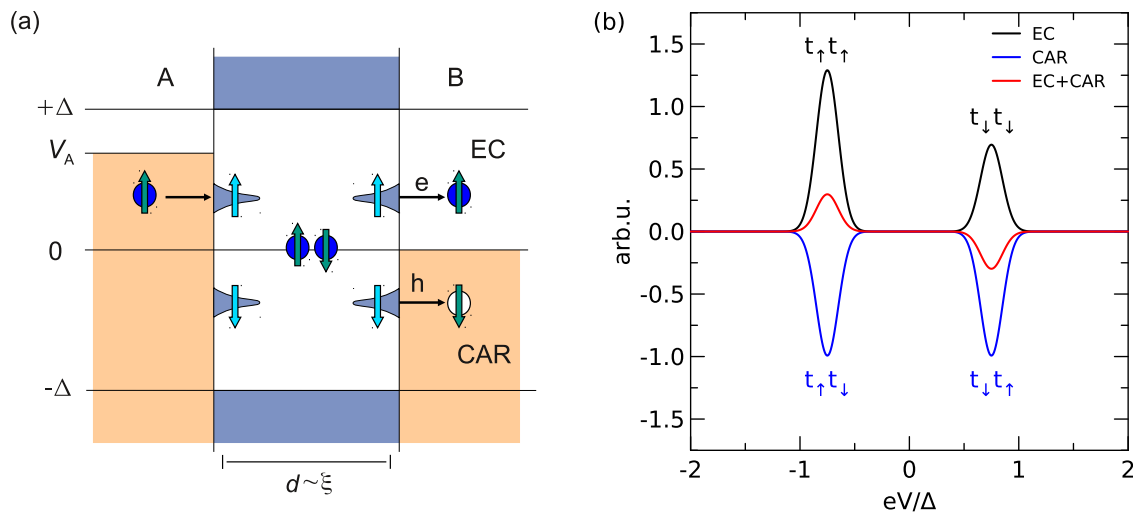 (a)
A
B
+Δ
V_A
EC
e
0
h
CAR
-Δ
d~ξ
(b)
1.5
1.0
0.5
0.0
-0.5
-1.0
-1.5
arb.u.
t↑t↑
t↓t↓
t↑t↓
t↓t↑
EC
CAR
EC+CAR
-2
-1
0
1
2
eV/Δ